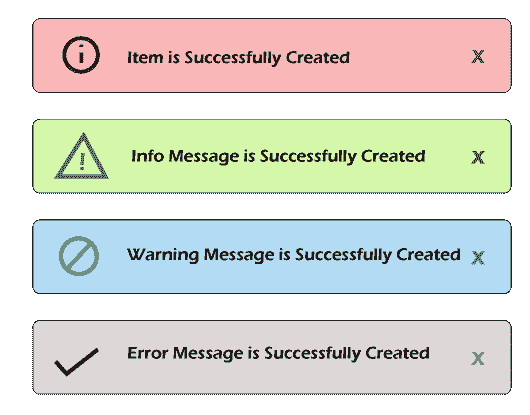 Item is Successfully Created X
Info Message is Successfully Created X
Warning Message is Successfully Created X
Error Message is Successfully Created X